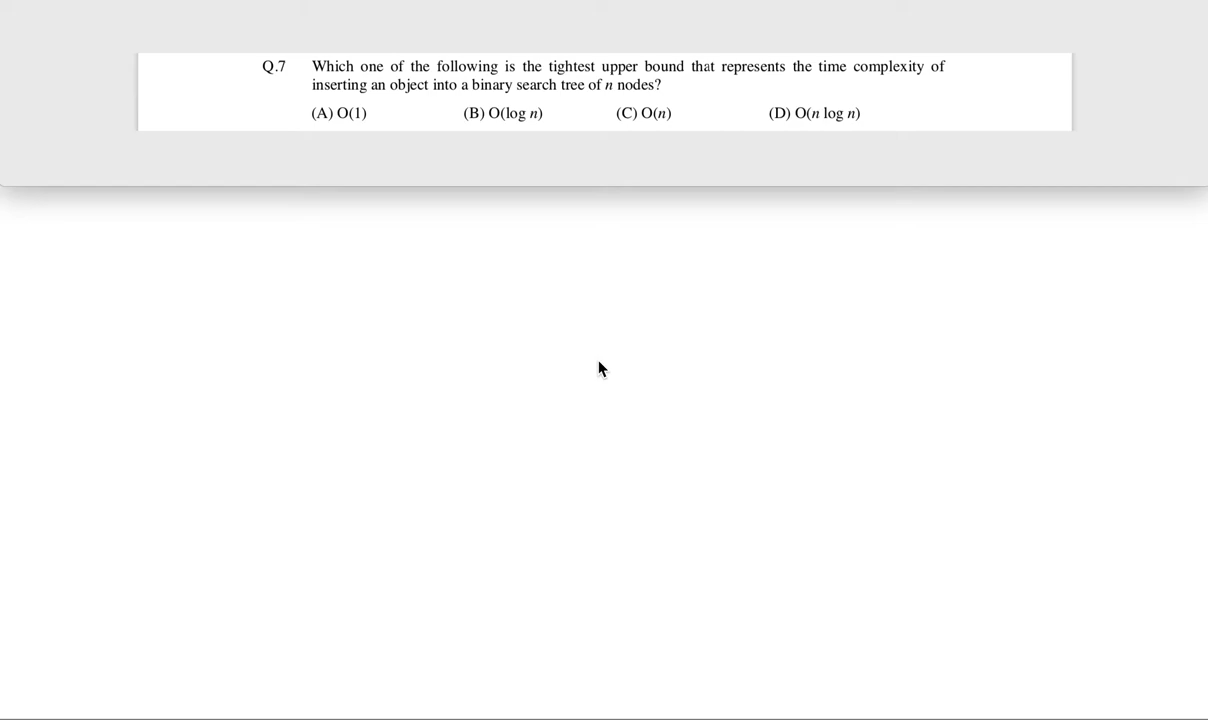 Q.7 Which one of the following is the tightest upper bound that represents the time complexity of
inserting an object into a binary search tree of n nodes?
(A) O(1) (B) O(log n) (C) O(n) (D) O(n log n)